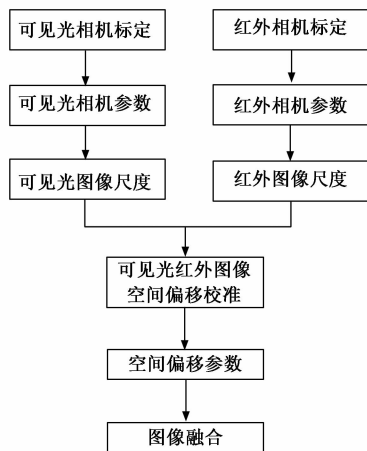 可见光相机标定
红外相机标定
可见光相机参数
红外相机参数
可见光图像尺度
红外图像尺度
可见光红外图像
空间偏移校准
空间偏移参数
图像融合